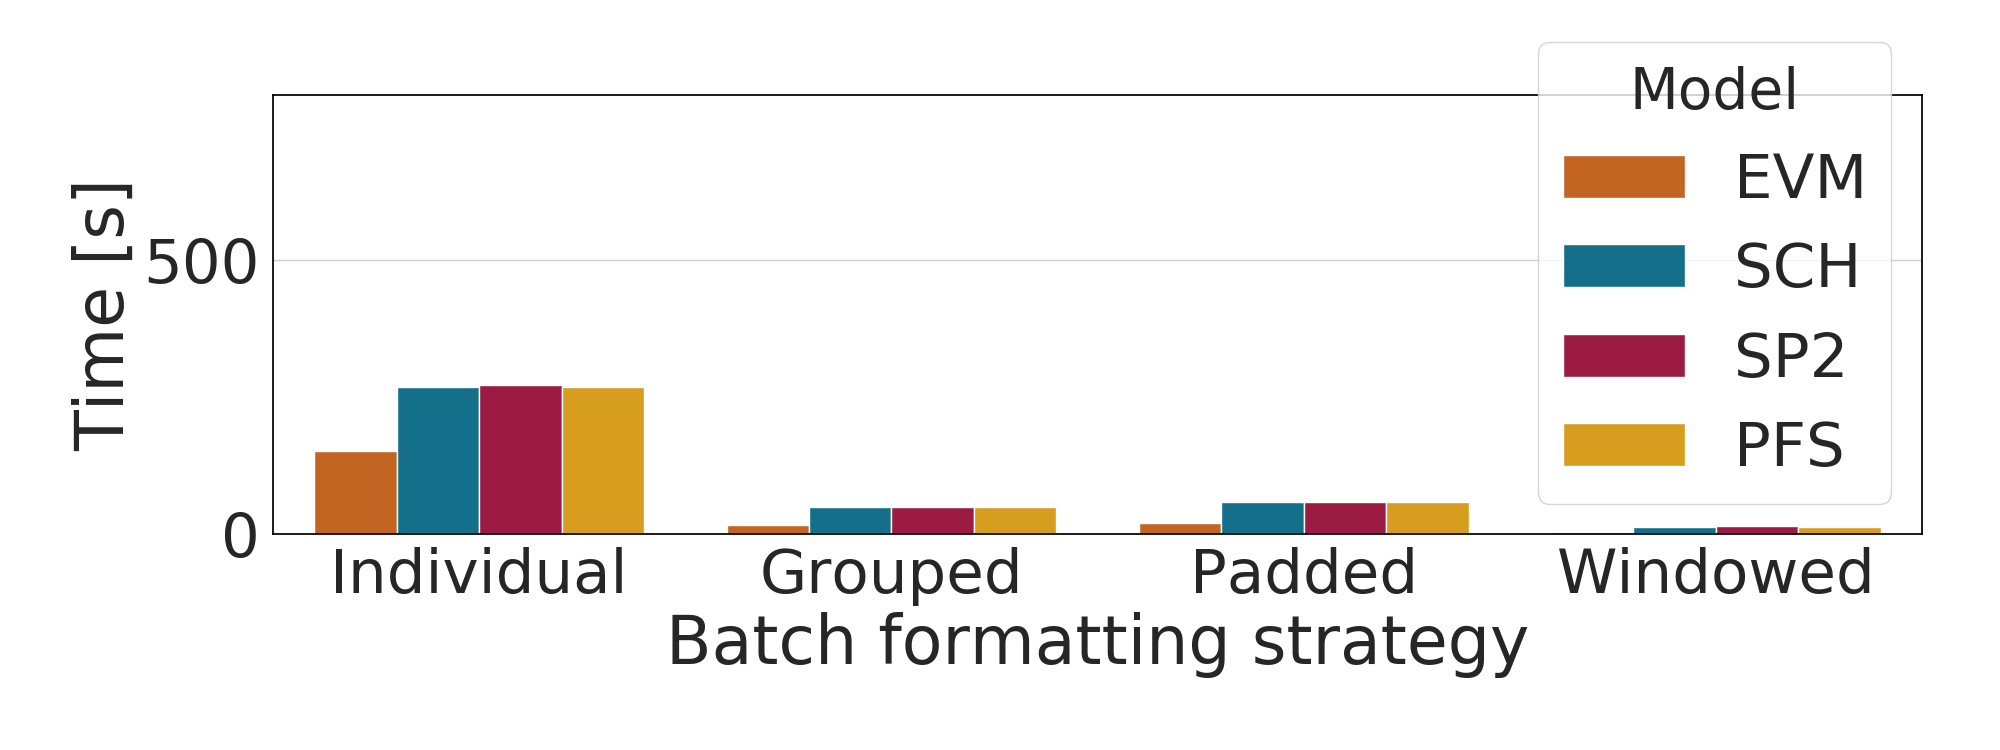 Model
EVM
SCH
SP2
PFS
Time [s]
500
0
Individual
Grouped
Padded
Windowed
Batch formatting strategy